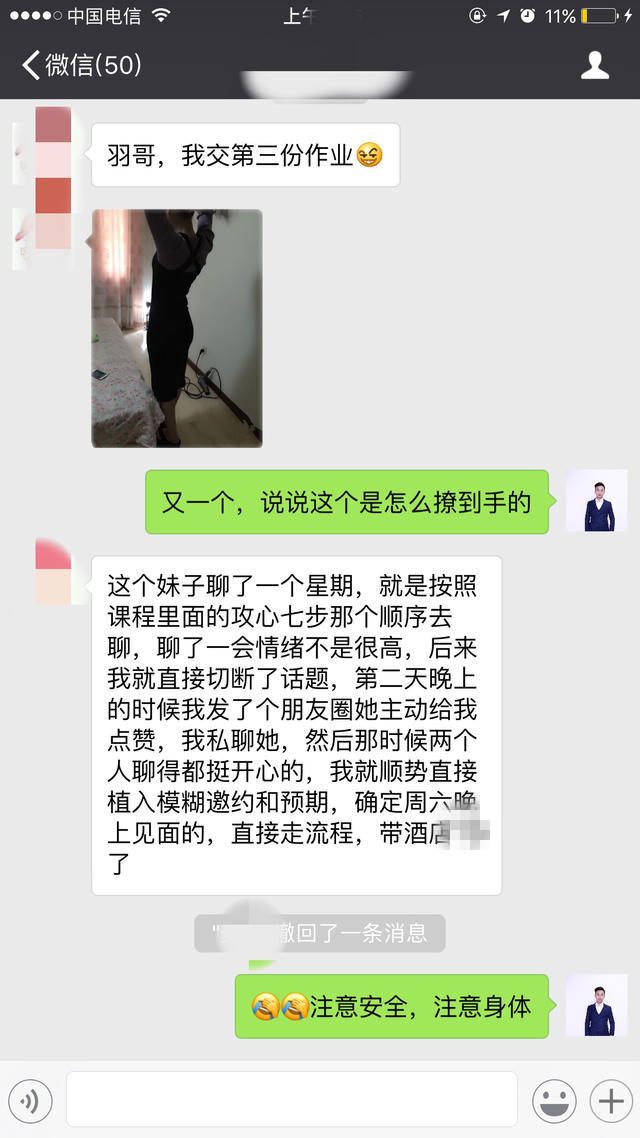 中国电信
上午
11%
微信(50)
羽哥，我交第三份作业
又一个，说说这个是怎么撩到手的
这个妹子聊了一个星期，就是按照
课程里面的攻心七步那个顺序去
聊，聊了一会情绪不是很高，后来
我就直接切断了话题，第二天晚上
的时候我发了个朋友圈她主动给我
点赞，我私聊她，然后那时候两个
人聊得都挺开心的，我就顺势直接
植入模糊邀约和预期，确定周六晚
上见面的，直接走流程，带酒店
了
撤回了一条消息
注意安全，注意身体